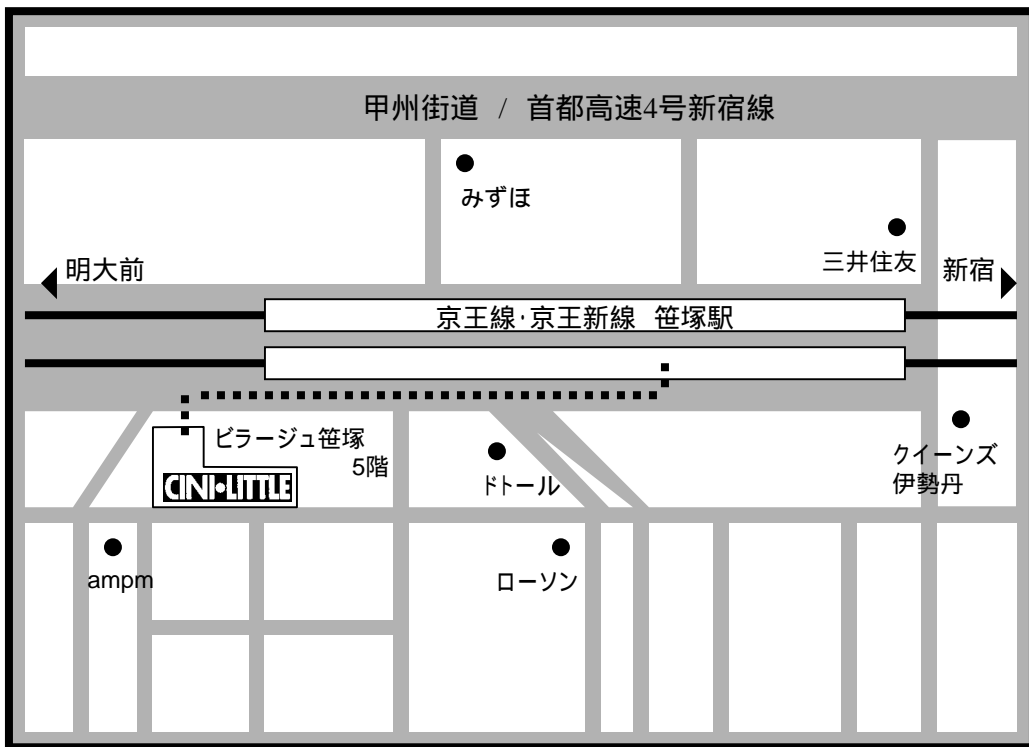 甲州街道 / 首都高速4号新宿線
みずほ
三井住友
明大前
新宿
京王線･京王新線 笹塚駅
ビラージュ笹塚
5階
CINI•LITTLE
ドトール
クイーンズ
伊勢丹
ampm
ローソン